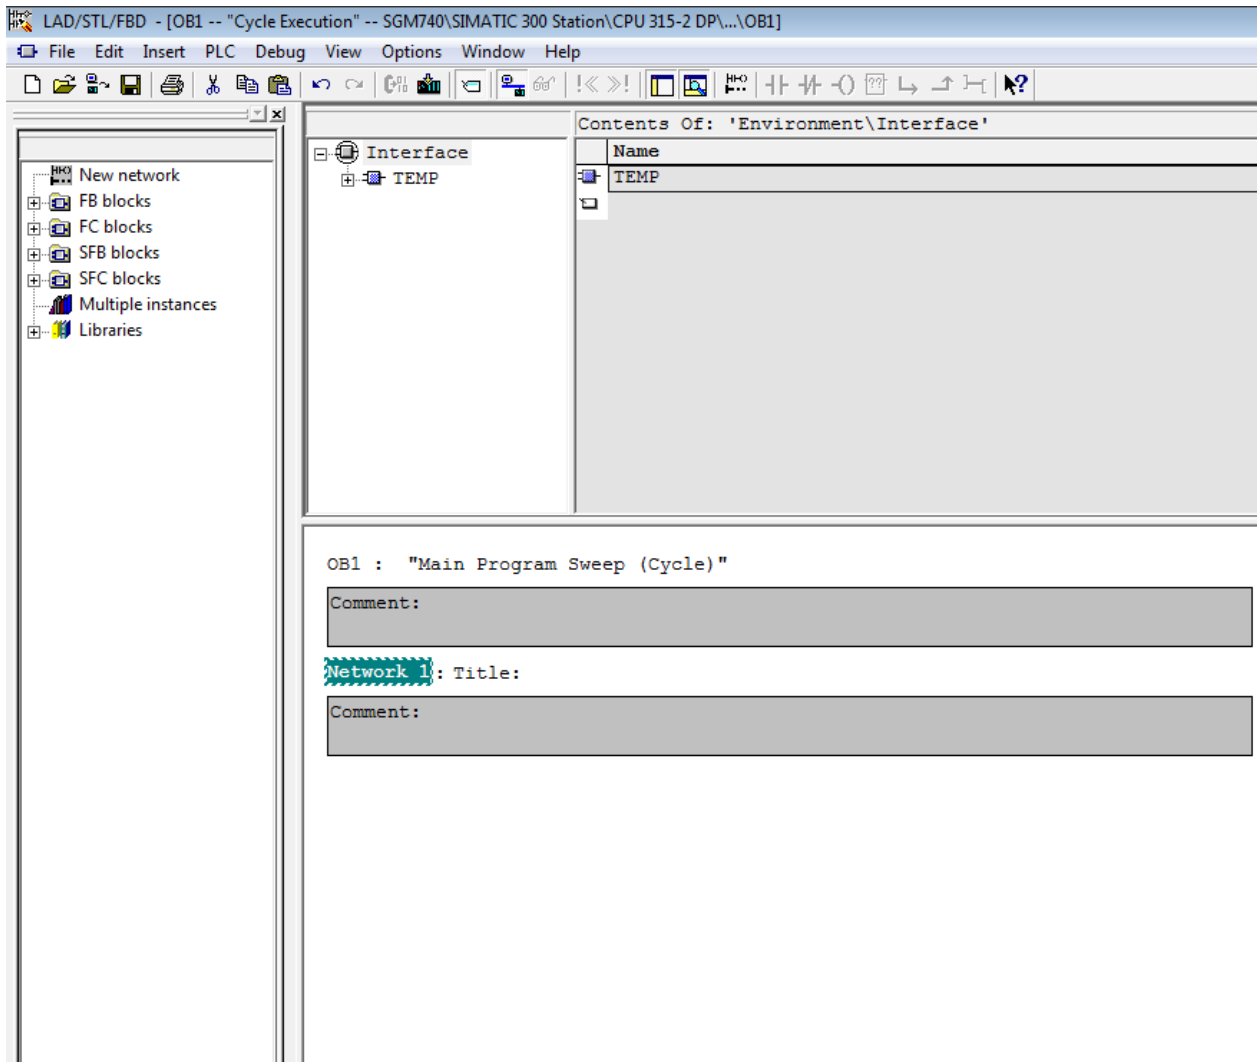 LAD/STL/FBD - [OB1 -- "Cycle Execution" -- SGM740\SIMATIC 300 Station\CPU 315-2 DP\...\OB1]
File Edit Insert PLC Debug View Options Window Help
New network
FB blocks
FC blocks
SFB blocks
SFC blocks
Multiple instances
Libraries
Interface
TEMP
Contents Of: 'Environment\Interface'
Name
TEMP
OB1 : "Main Program Sweep (Cycle)"
Comment:
Network 1: Title:
Comment: